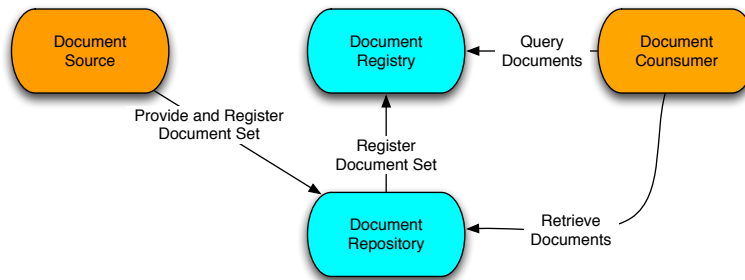 Document
Source
Document
Registry
Query
Documents
Document
Counsumer
Provide and Register
Document Set
Register
Document Set
Document
Repository
Retrieve
Documents